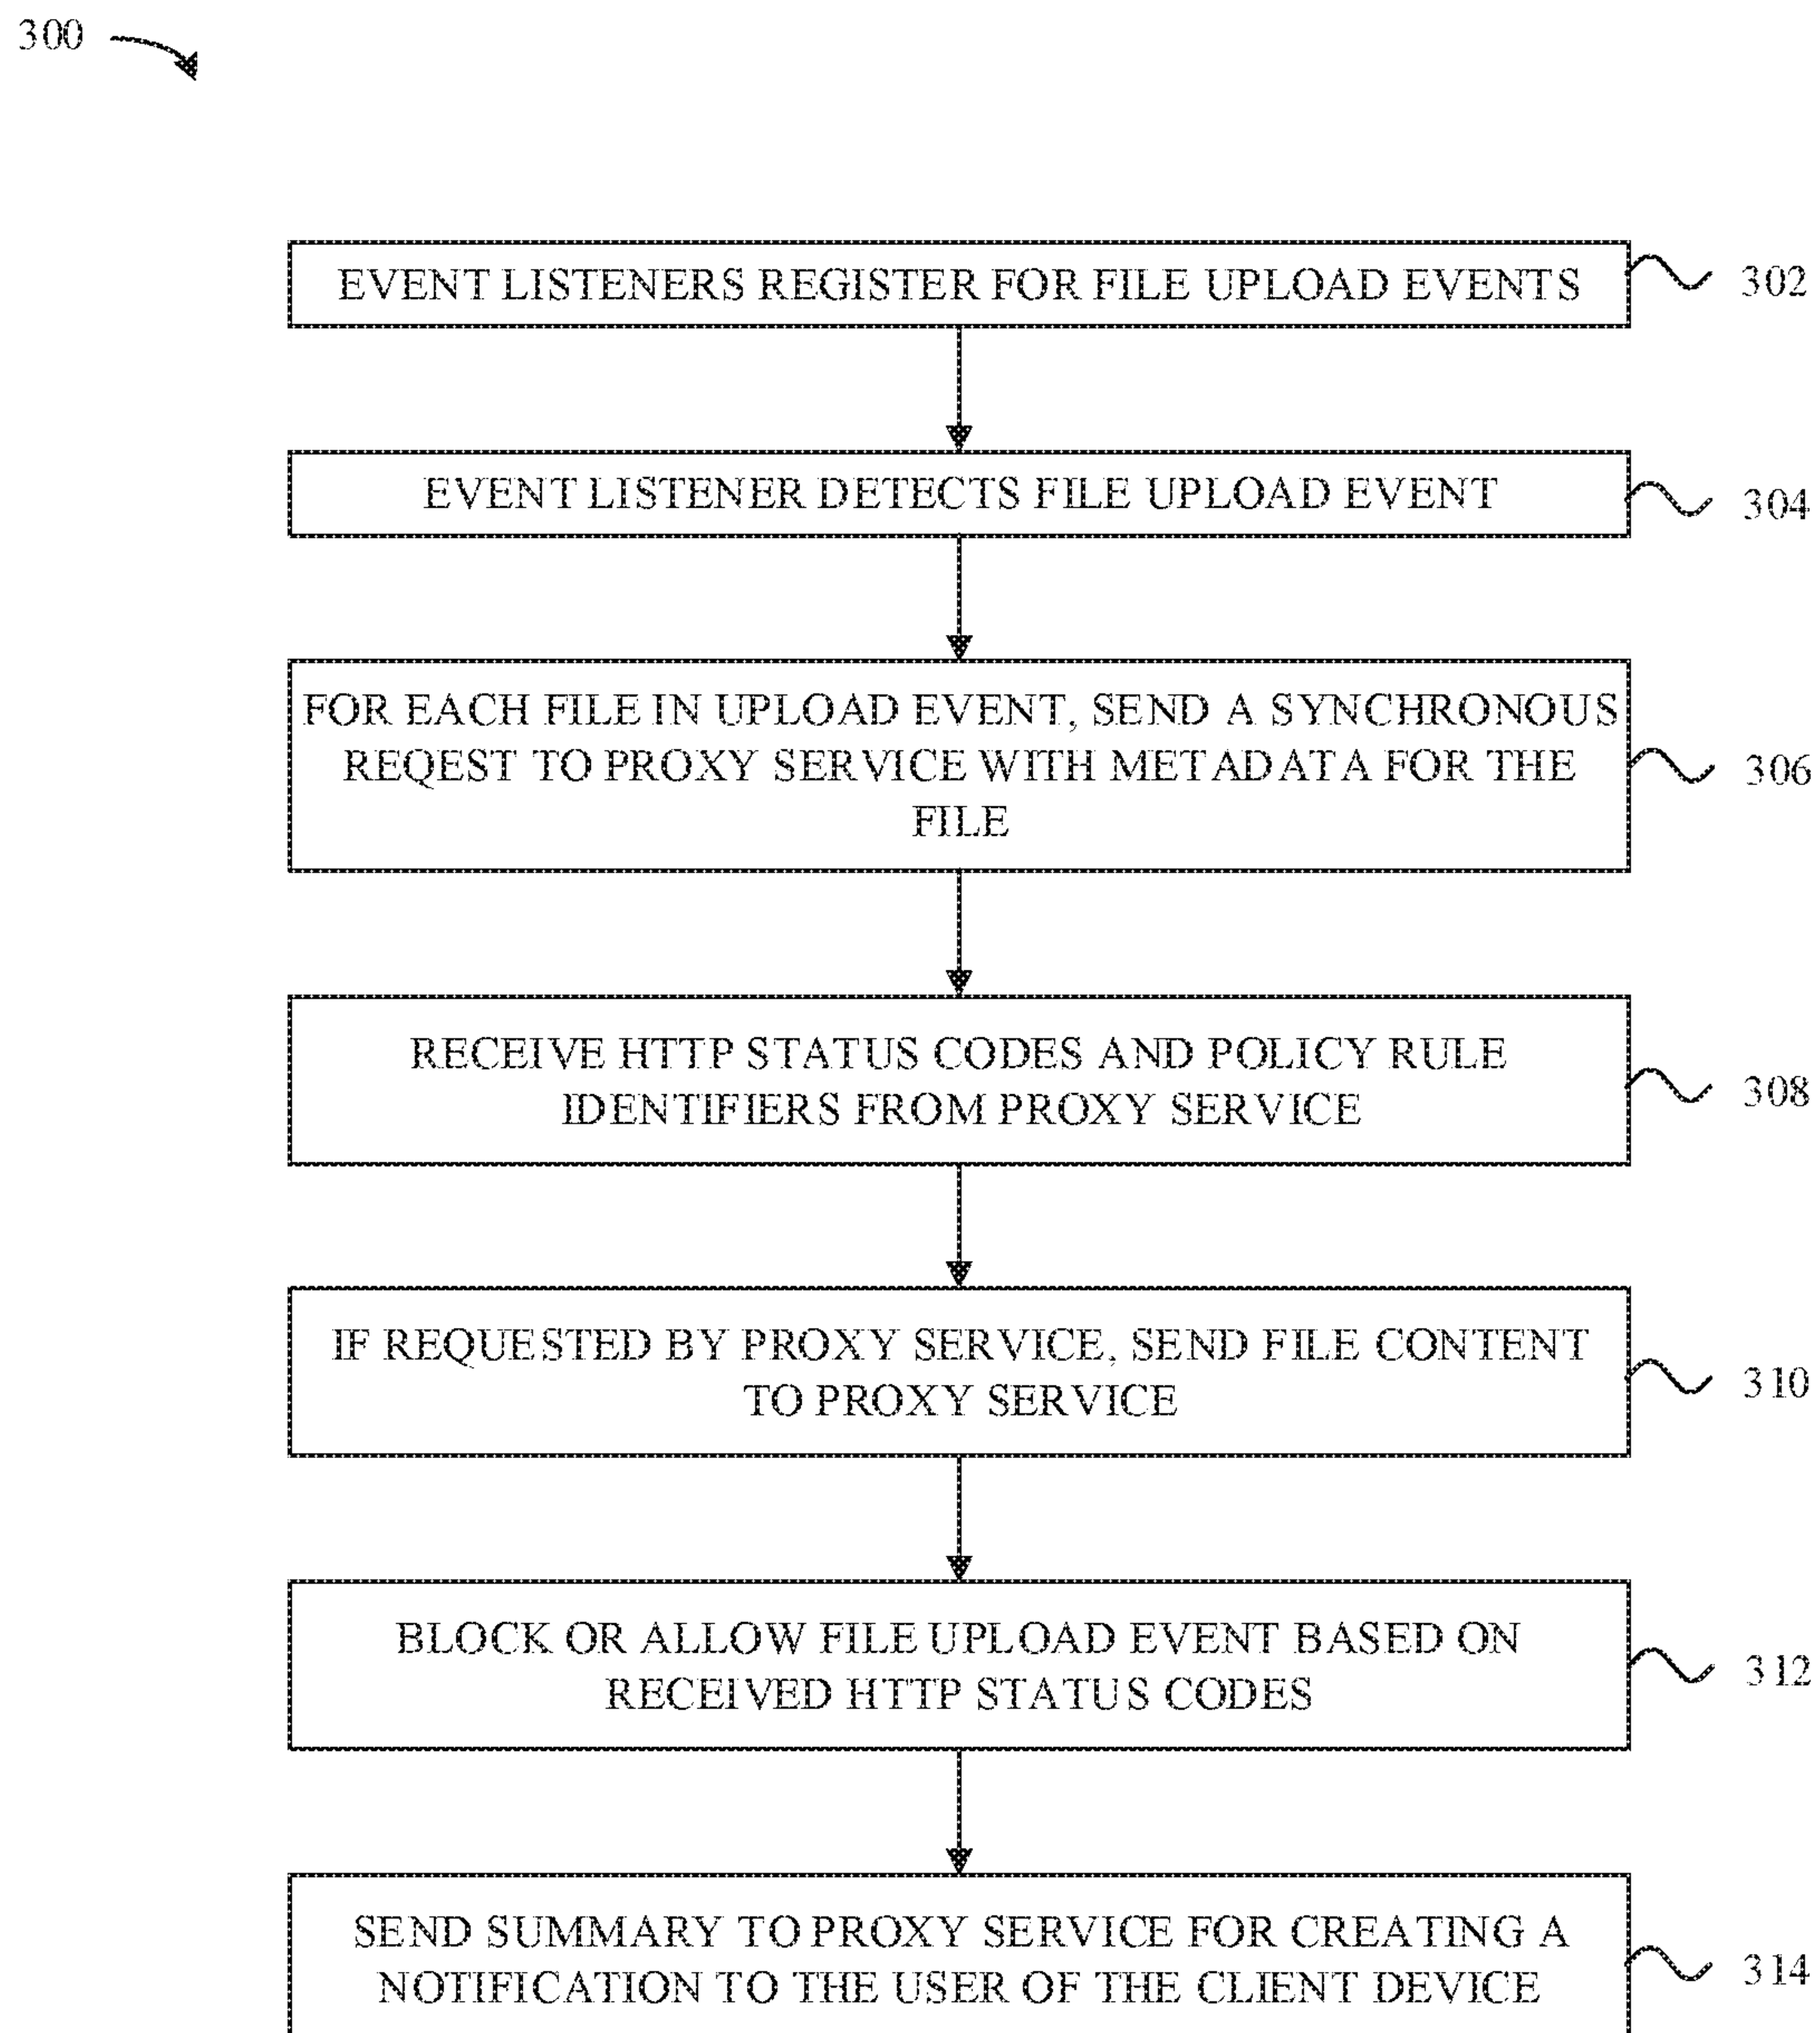 300
EVENT LISTENERS REGISTER FOR FILE UPLOAD EVENTS
302
EVENT LISTENER DETECTS FILE UPLOAD EVENT
304
FOR EACH FILE IN UPLOAD EVENT, SEND A SYNCHRONOUS
REQEST TO PROXY SERVICE WITH METADATA FOR THE
FILE
306
RECEIVE HTTP STATUS CODES AND POLICY RULE
IDENTIFIERS FROM PROXY SERVICE
308
IF REQUESTED BY PROXY SERVICE, SEND FILE CONTENT
TO PROXY SERVICE
310
BLOCK OR ALLOW FILE UPLOAD EVENT BASED ON
RECEIVED HTTP STATUS CODES
312
SEND SUMMARY TO PROXY SERVICE FOR CREATING A
NOTIFICATION TO THE USER OF THE CLIENT DEVICE
314